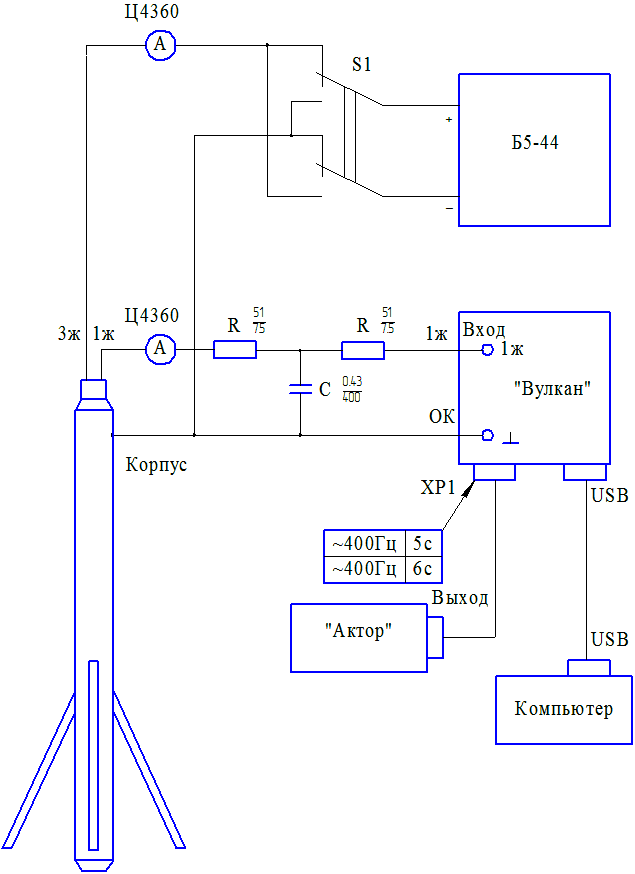 Ц4360
А
S1
+
Б5-44
–
3ж
1ж
Ц4360
А
R 51/75
R 51/75
1ж
Вход
1ж
"Вулкан"
С 0.43/400
ОК
Корпус
ХР1
USB
~400Гц 5с
~400Гц 6с
Выход
"Актор"
USB
Компьютер